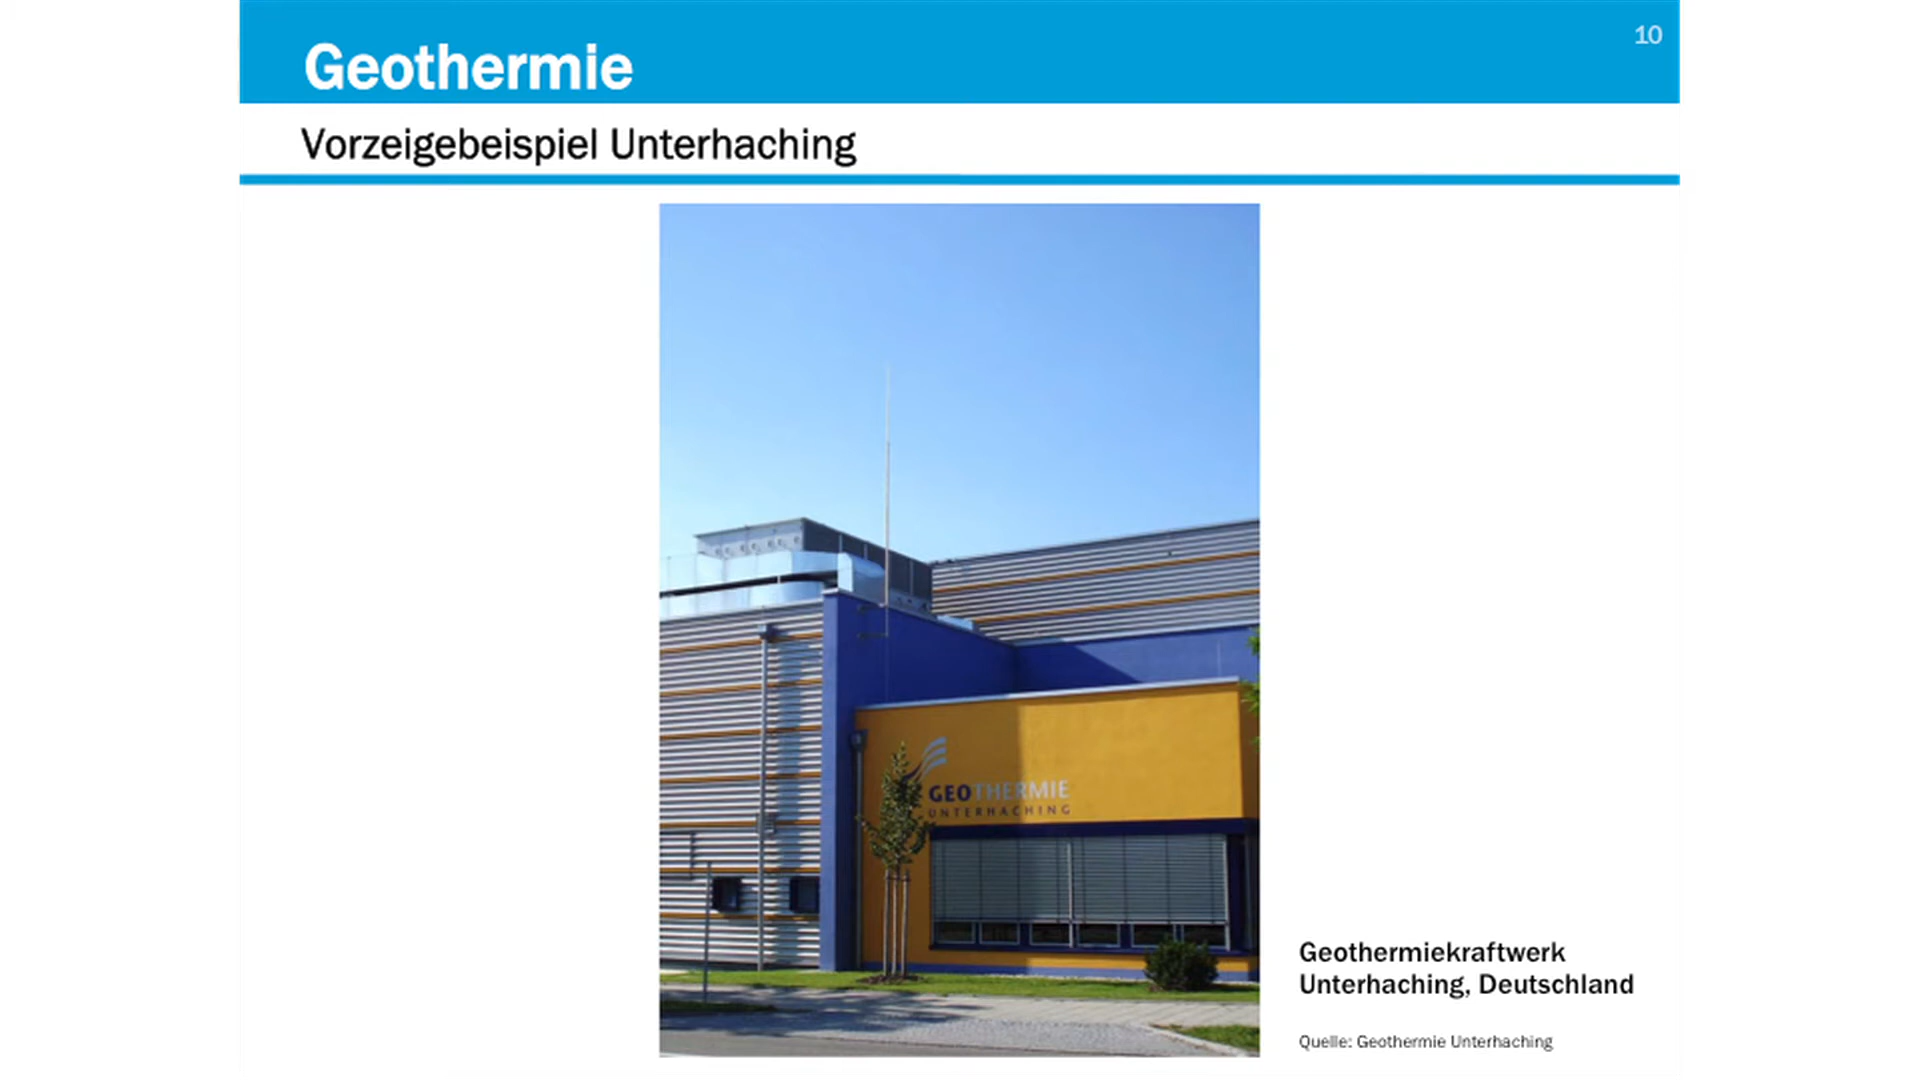 10
Geothermie
Vorzeigebeispiel Unterhaching
GEOTHERMIE
UNTERHACHING
Geothermiekraftwerk
Unterhaching, Deutschland
Quelle: Geothermie Unterhaching